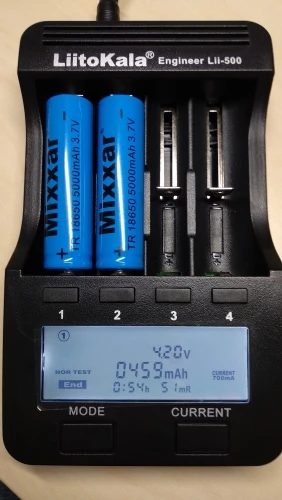 LiitoKala® Engineer Lii-500
Mixxar
TR 18650 5000mAh 3.7V
+
-
Mixxar
TR 18650 5000mAh 3.7V
+
-
1 2 3 4
1
4.20V
NOR TEST
0459mAh
CURRENT
700mA
End
0:54h 51mR
MODE CURRENT